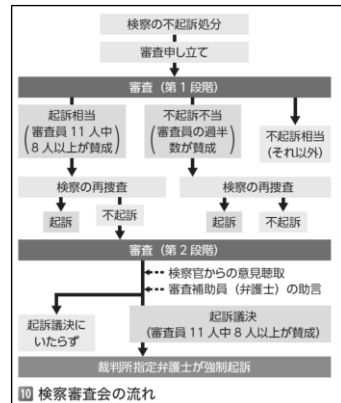 検察の不起訴処分
審査申し立て
審査（第1段階）
起訴相当
（審査員11人中
8人以上が賛成）
不起訴不当
（審査員の過半
数が賛成）
不起訴相当
（それ以外）
検察の再捜査
検察の再捜査
起訴
不起訴
起訴
不起訴
審査（第2段階）
検察官からの意見聴取
審査補助員（弁護士）の助言
起訴議決に
いたらず
起訴議決
（審査員11人中8人以上が賛成）
裁判所指定弁護士が強制起訴
10 検察審査会の流れ